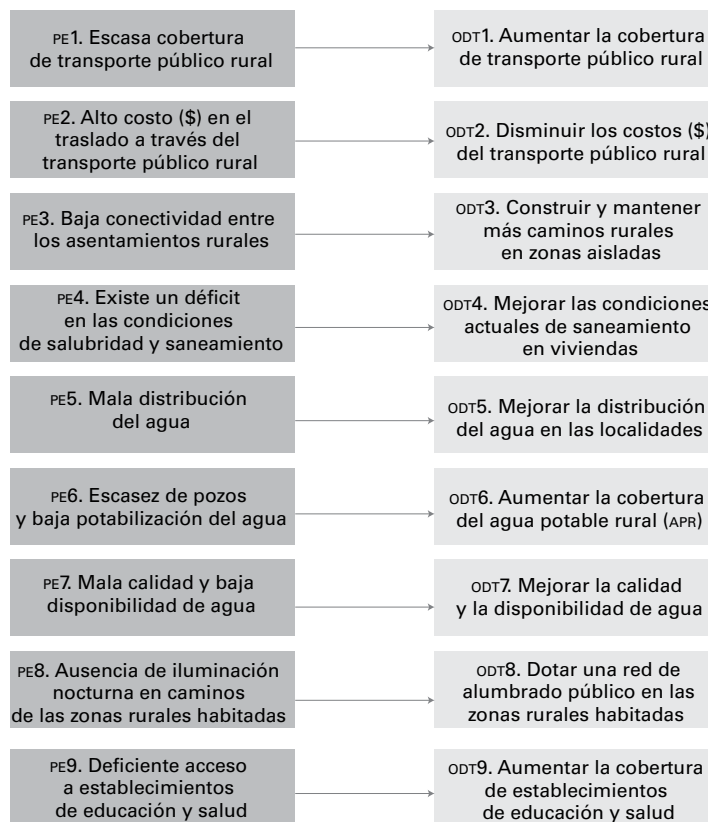 PE1. Escasa cobertura
de transporte público rural
ODT1. Aumentar la cobertura
de transporte público rural
PE2. Alto costo ($) en el
traslado a través del
transporte público rural
ODT2. Disminuir los costos ($)
del transporte público rural
PE3. Baja conectividad entre
los asentamientos rurales
ODT3. Construir y mantener
más caminos rurales
en zonas aisladas
PE4. Existe un déficit
en las condiciones
de salubridad y saneamiento
ODT4. Mejorar las condiciones
actuales de saneamiento
en viviendas
PE5. Mala distribución
del agua
ODT5. Mejorar la distribución
del agua en las localidades
PE6. Escasez de pozos
y baja potabilización del agua
ODT6. Aumentar la cobertura
del agua potable rural (APR)
PE7. Mala calidad y baja
disponibilidad de agua
ODT7. Mejorar la calidad
y la disponibilidad de agua
PE8. Ausencia de iluminación
nocturna en caminos
de las zonas rurales habitadas
ODT8. Dotar una red de
alumbrado público en las
zonas rurales habitadas
PE9. Deficiente acceso
a establecimientos
de educación y salud
ODT9. Aumentar la cobertura
de establecimientos
de educación y salud